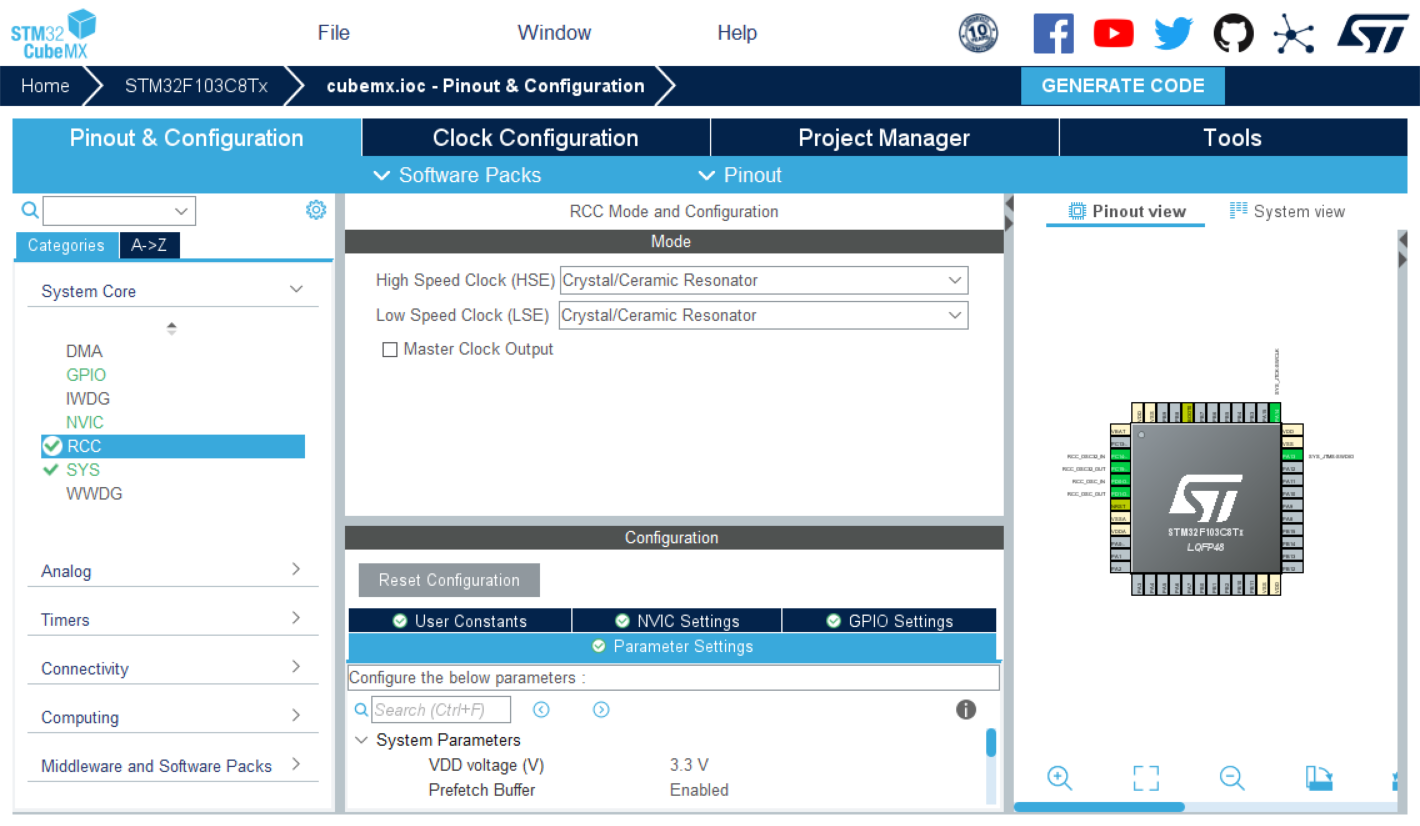 STM32
CubeMX
File
Window
Help
10
Home
STM32F103C8Tx
cubemx.ioc - Pinout & Configuration
GENERATE CODE
Pinout & Configuration
Clock Configuration
Project Manager
Tools
Software Packs
Pinout
Categories
A->Z
System Core
DMA
GPIO
IWDG
NVIC
RCC
SYS
WWDG
Analog
Timers
Connectivity
Computing
Middleware and Software Packs
RCC Mode and Configuration
Mode
High Speed Clock (HSE) Crystal/Ceramic Resonator
Low Speed Clock (LSE) Crystal/Ceramic Resonator
Master Clock Output
Configuration
Reset Configuration
User Constants
NVIC Settings
GPIO Settings
Parameter Settings
Configure the below parameters :
Search (Ctrl+F)
System Parameters
VDD voltage (V) 3.3 V
Prefetch Buffer Enabled
Pinout view
System view
RCC_OSC32_IN
RCC_OSC32_OUT
RCC_OSC_IN
RCC_OSC_OUT
STM32F103C8Tx
LQFP48